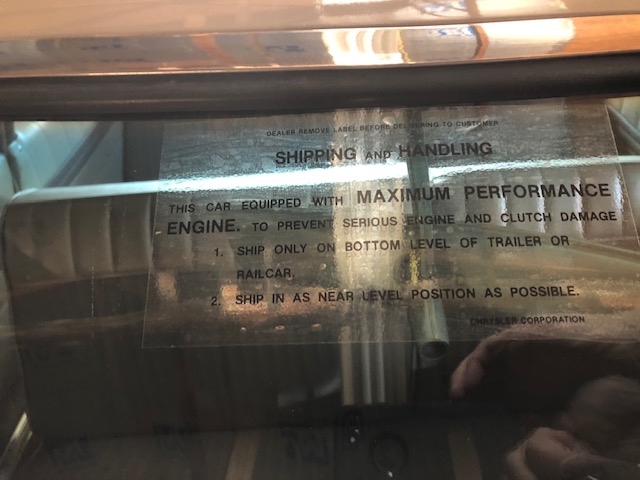 DEALER REMOVE LABEL BEFORE DELIVERING TO CUSTOMER
SHIPPING AND HANDLING
THIS CAR EQUIPPED WITH MAXIMUM PERFORMANCE
ENGINE. TO PREVENT SERIOUS ENGINE AND CLUTCH DAMAGE
1. SHIP ONLY ON BOTTOM LEVEL OF TRAILER OR
RAILCAR.
2. SHIP IN AS NEAR LEVEL POSITION AS POSSIBLE.
CHRYSLER CORPORATION